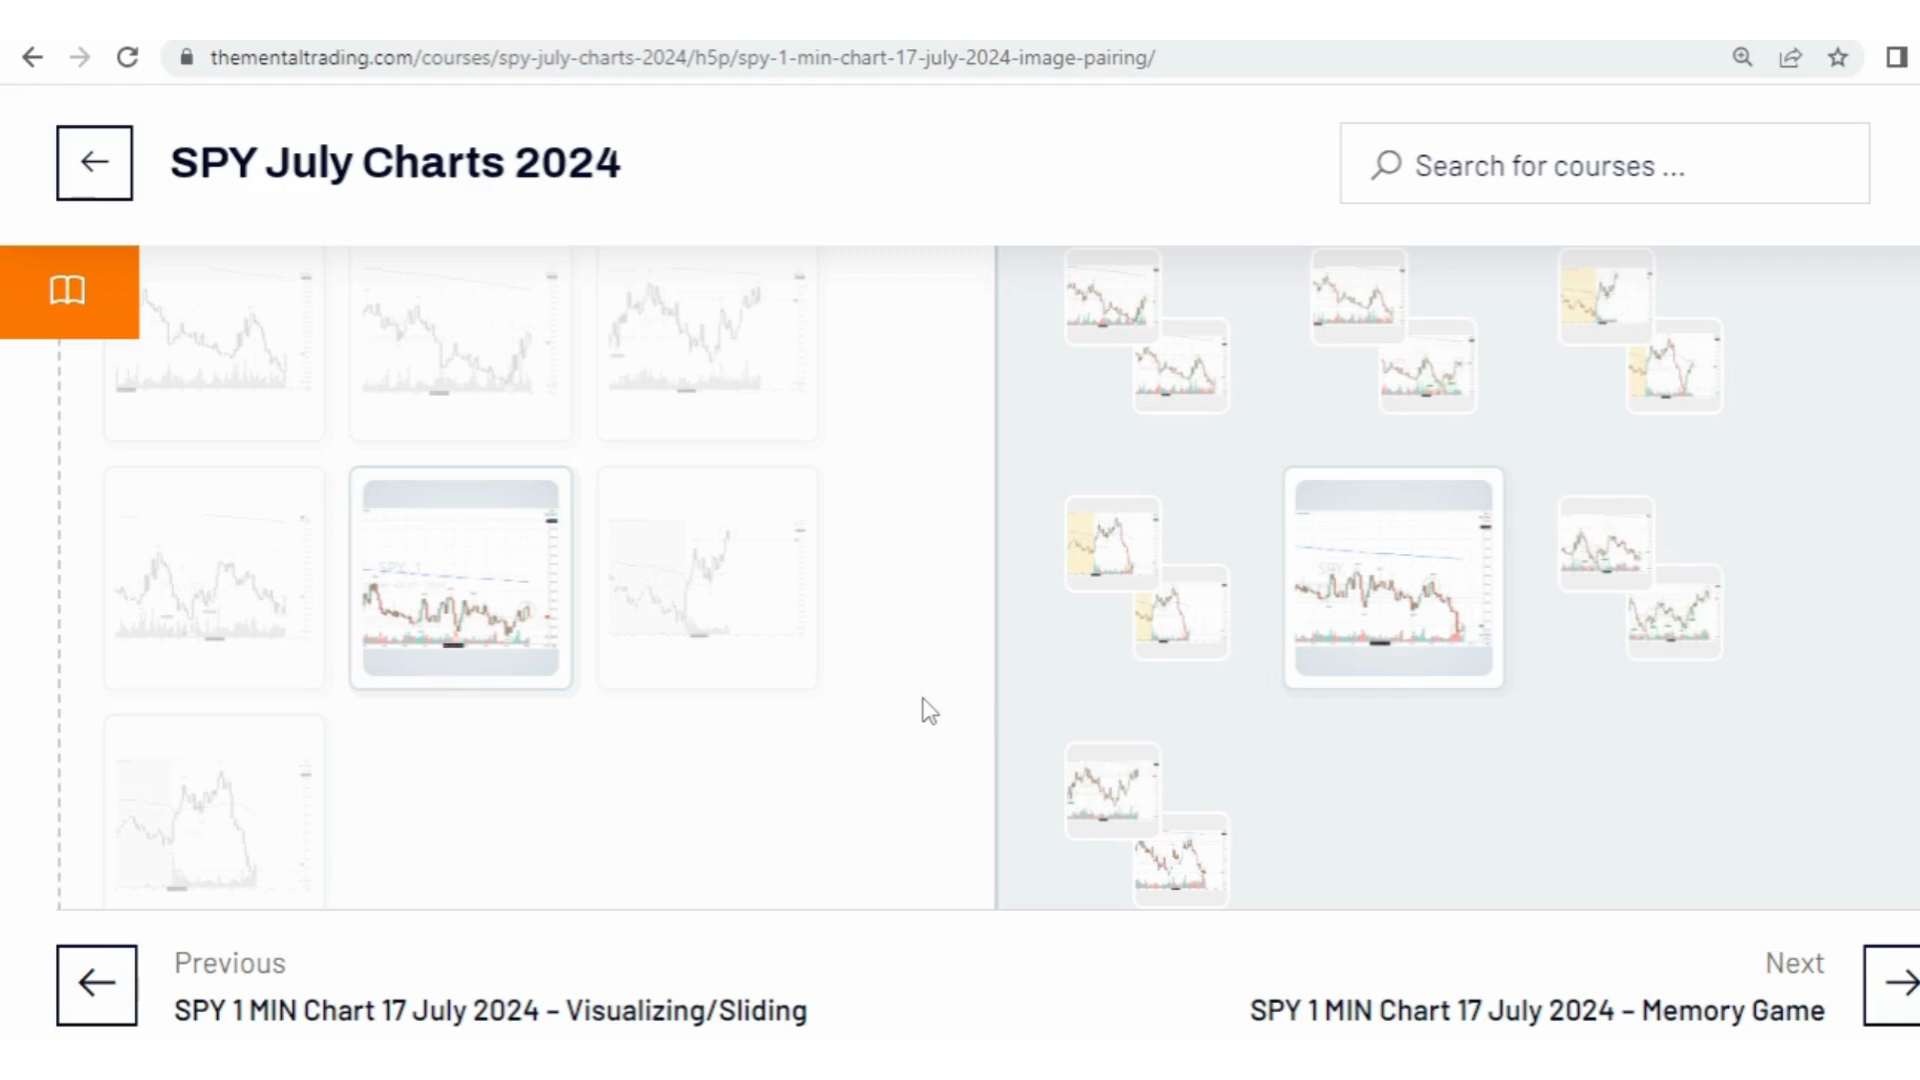 thementaltrading.com/courses/spy-july-charts-2024/h5p/spy-1-min-chart-17-july-2024-image-pairing/
SPY July Charts 2024
Search for courses ...
Previous
SPY 1 MIN Chart 17 July 2024 – Visualizing/Sliding
Next
SPY 1 MIN Chart 17 July 2024 – Memory Game